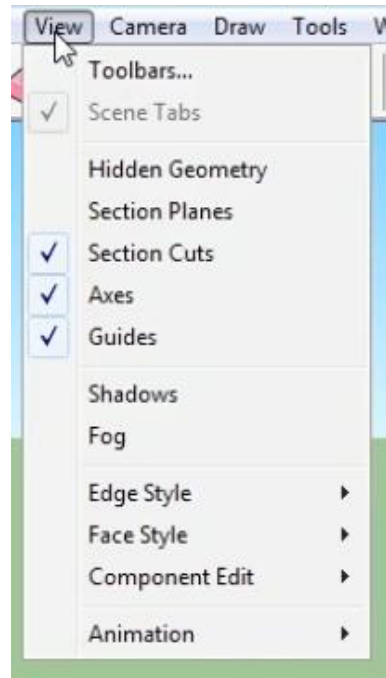 View Camera Draw Tools W
Toolbars...
Scene Tabs
Hidden Geometry
Section Planes
Section Cuts
Axes
Guides
Shadows
Fog
Edge Style
Face Style
Component Edit
Animation